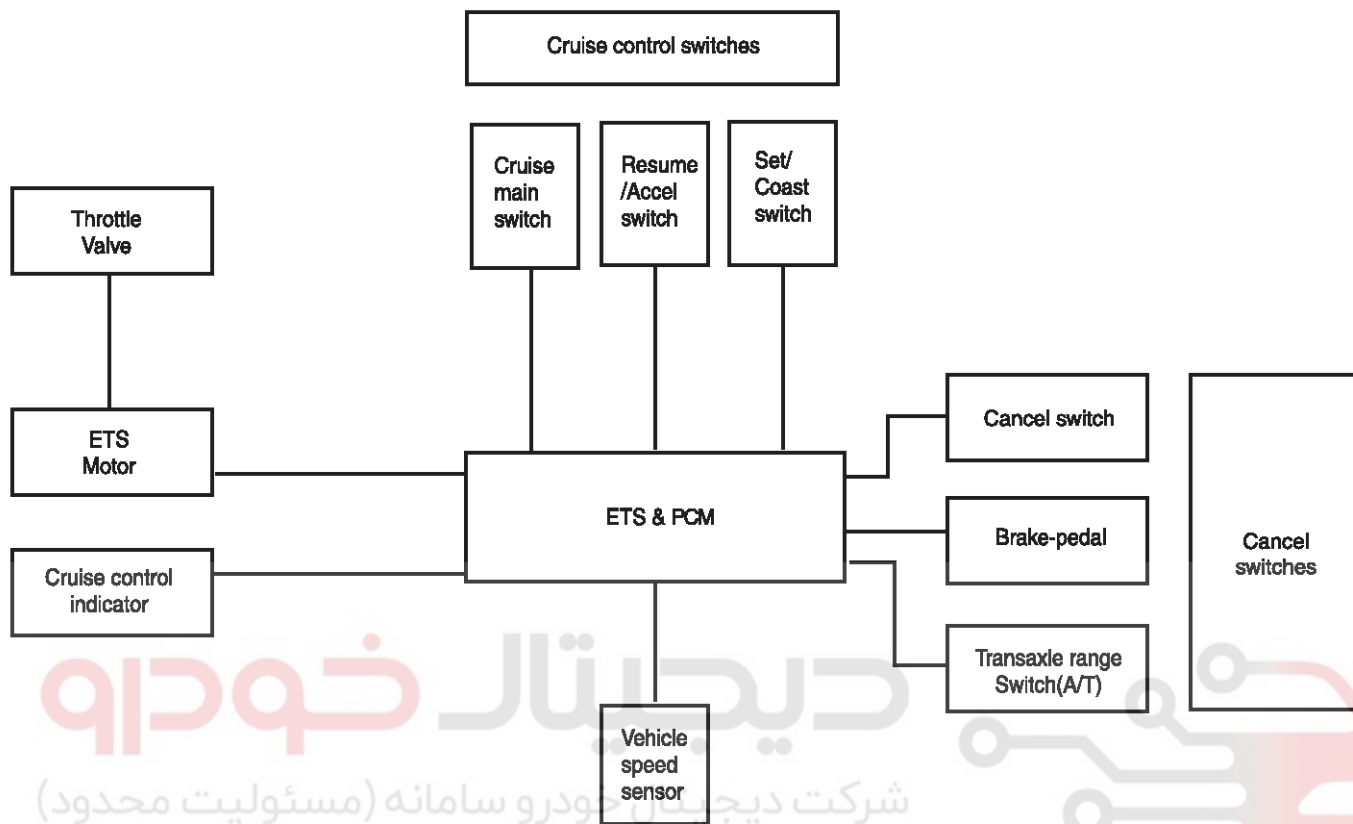 Cruise control switches
Cruise
main
switch
Resume
/Accel
switch
Set/
Coast
switch
Throttle
Valve
ETS
Motor
Cruise control
indicator
ETS & PCM
Cancel switch
Brake-pedal
Transaxle range
Switch(A/T)
Cancel
switches
Vehicle
speed
sensor
دیجیتال خودرو
شرکت دیجیتال خودرو سامانه (مسئولیت محدود)